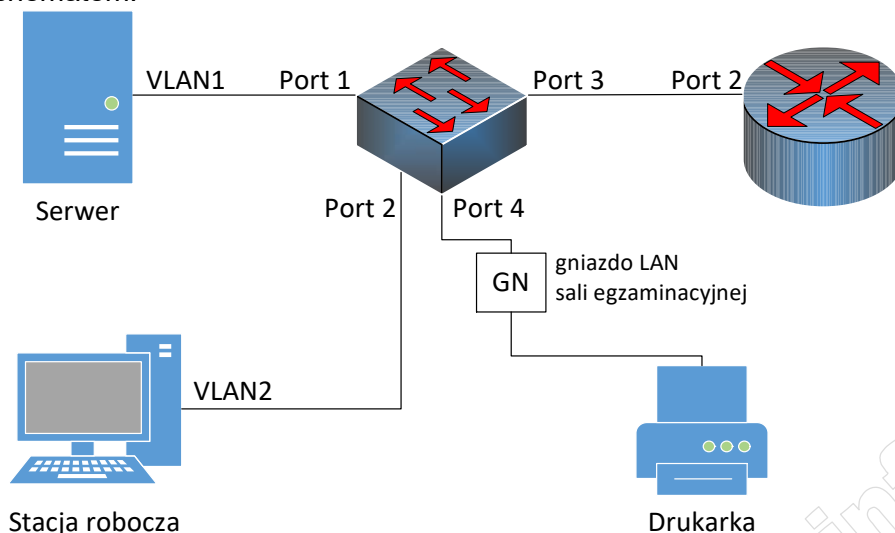 VLAN1
Port 1
Port 3
Port 2
Serwer
Port 2
Port 4
GN
gniazdo LAN
sali egzaminacyjnej
VLAN2
Stacja robocza
Drukarka